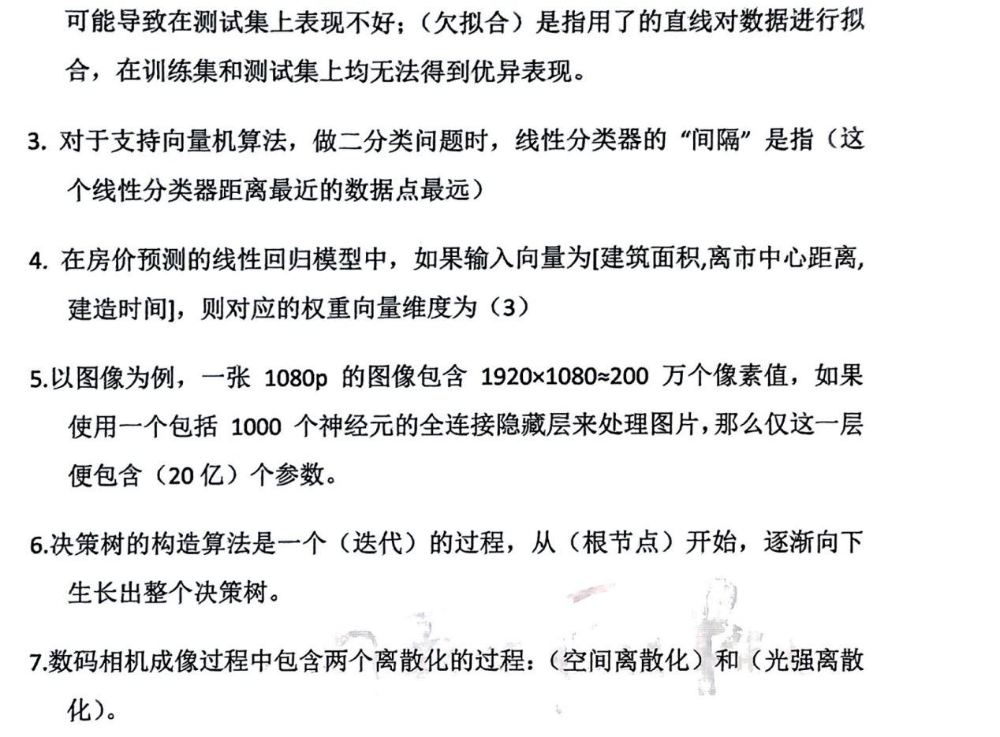 可能导致在测试集上表现不好；（欠拟合）是指用了的直线对数据进行拟
合，在训练集和测试集上均无法得到优异表现。
3. 对于支持向量机算法，做二分类问题时，线性分类器的“间隔”是指（这
个线性分类器距离最近的数据点最远）
4. 在房价预测的线性回归模型中，如果输入向量为[建筑面积,离市中心距离,
建造时间]，则对应的权重向量维度为（3）
5.以图像为例，一张 1080p 的图像包含 1920×1080≈200 万个像素值，如果
使用一个包括 1000 个神经元的全连接隐藏层来处理图片，那么仅这一层
便包含（20 亿）个参数。
6.决策树的构造算法是一个（迭代）的过程，从（根节点）开始，逐渐向下
生长出整个决策树。
7.数码相机成像过程中包含两个离散化的过程：（空间离散化）和（光强离散
化）。